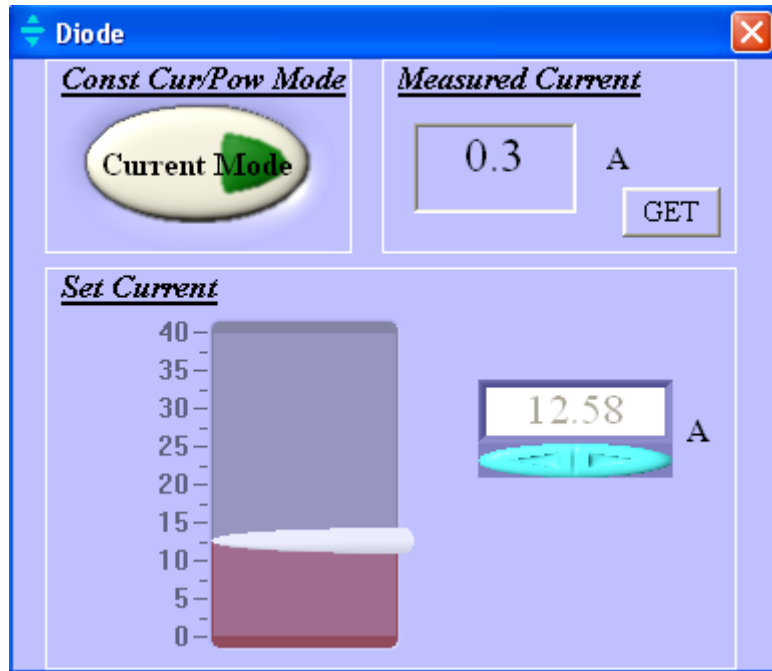 Diode
Const Cur/Pow Mode
Current Mode
Measured Current
0.3 A
GET
Set Current
40
35
30
25
20
15
10
5
0
12.58 A